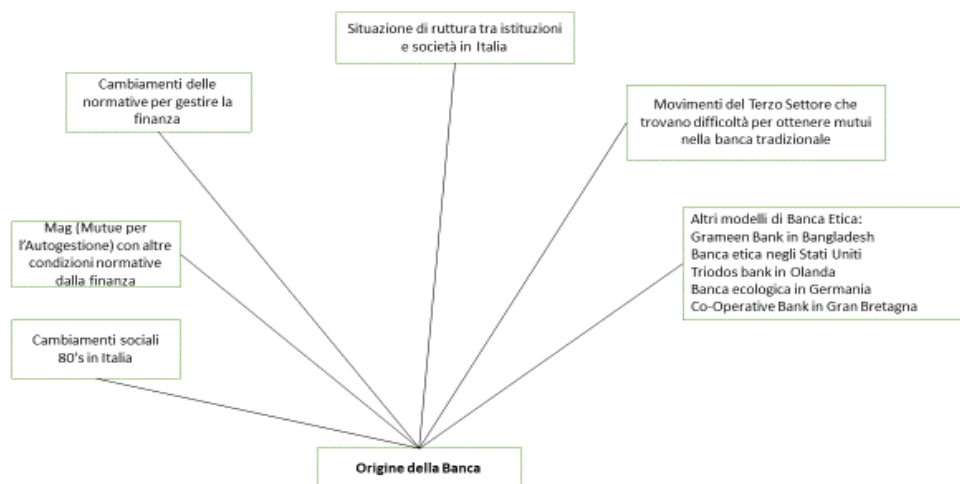 Situazione di ruttura tra istituzioni
e società in Italia
Cambiamenti delle
normative per gestire la
finanza
Movimenti del Terzo Settore che
trovano difficoltà per ottenere mutui
nella banca tradizionale
Mag (Mutue per
l'Autogestione) con altre
condizioni normative
dalla finanza
Altri modelli di Banca Etica:
Grameen Bank in Bangladesh
Banca etica negli Stati Uniti
Triodos bank in Olanda
Banca ecologica in Germania
Co-Operative Bank in Gran Bretagna
Cambiamenti sociali
80's in Italia
Origine della Banca